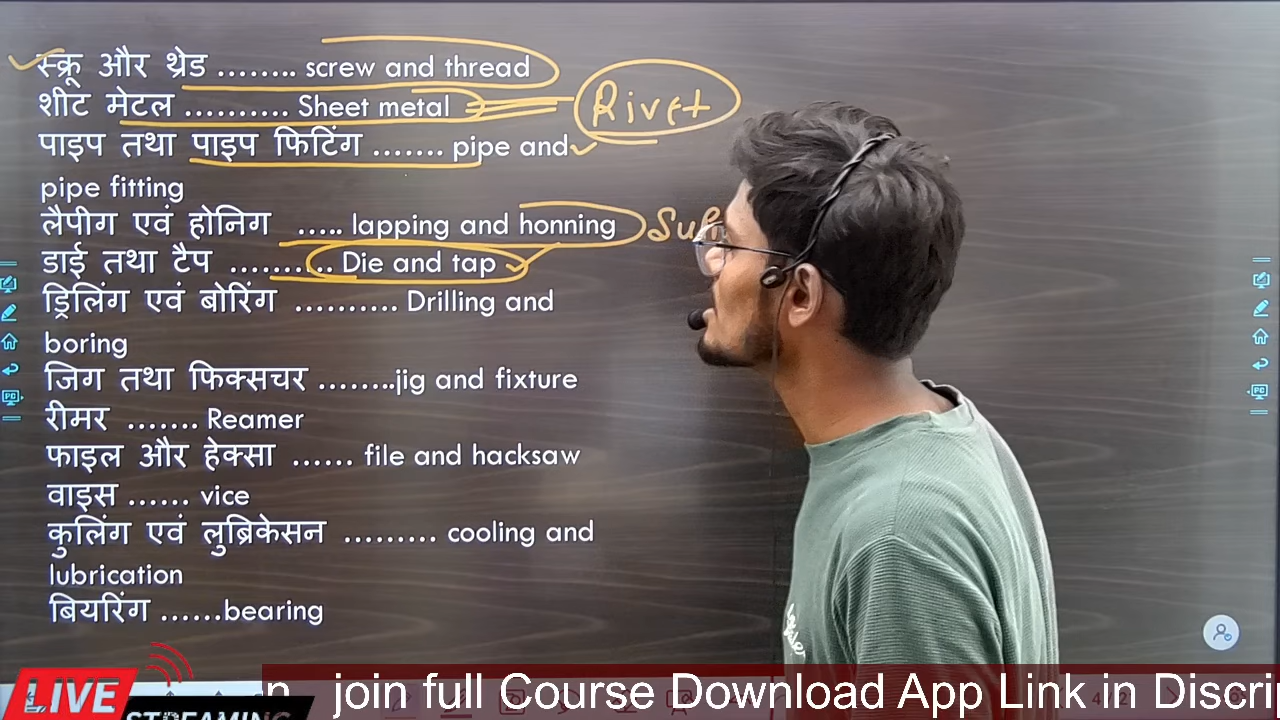 स्क्रू और थ्रेड …….. screw and thread
शीट मेटल ………. Sheet metal
Rivet
पाइप तथा पाइप फिटिंग ……. pipe and
pipe fitting
लैपीग एवं होनिग ….. lapping and honning
डाई तथा टैप ………. Die and tap
ड्रिलिंग एवं बोरिंग ………. Drilling and
boring
जिग तथा फिक्सचर ……..jig and fixture
रीमर ……. Reamer
फाइल और हेक्सा …… file and hacksaw
वाइस …… vice
कुलिंग एवं लुब्रिकेसन ……… cooling and
lubrication
बियरिंग ……bearing
LIVE
STREAMING
join full Course Download App Link in Discrip